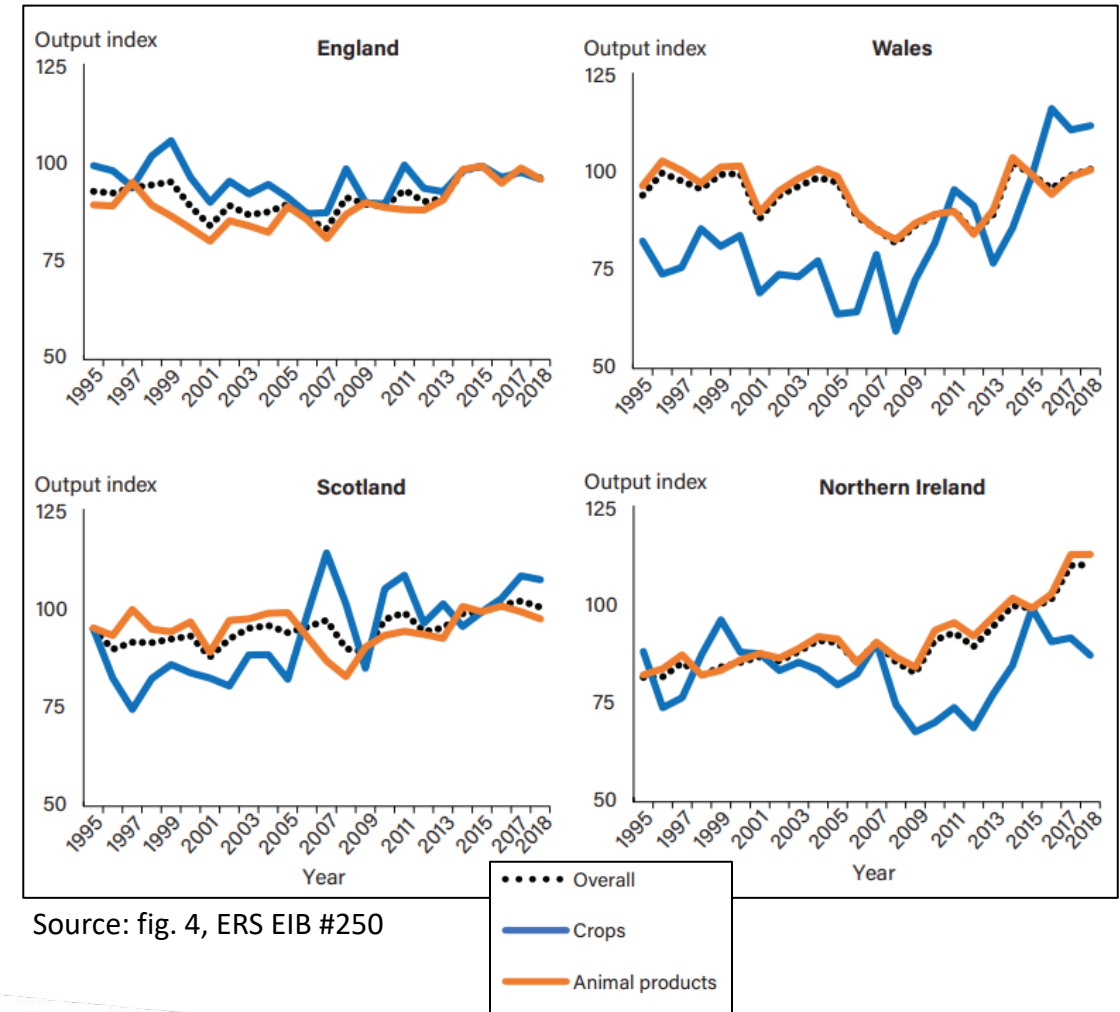 Output index
England
125
100
75
50
1995 1997 1999 2001 2003 2005 2007 2009 2011 2013 2015 2017 2018
Output index
Wales
125
100
75
50
1995 1997 1999 2001 2003 2005 2007 2009 2011 2013 2015 2017 2018
Output index
Scotland
125
100
75
50
1995 1997 1999 2001 2003 2005 2007 2009 2011 2013 2015 2017 2018
Year
Output index
Northern Ireland
125
100
75
50
1995 1997 1999 2001 2003 2005 2007 2009 2011 2013 2015 2017 2018
Year
Overall
Crops
Animal products
Source: fig. 4, ERS EIB #250